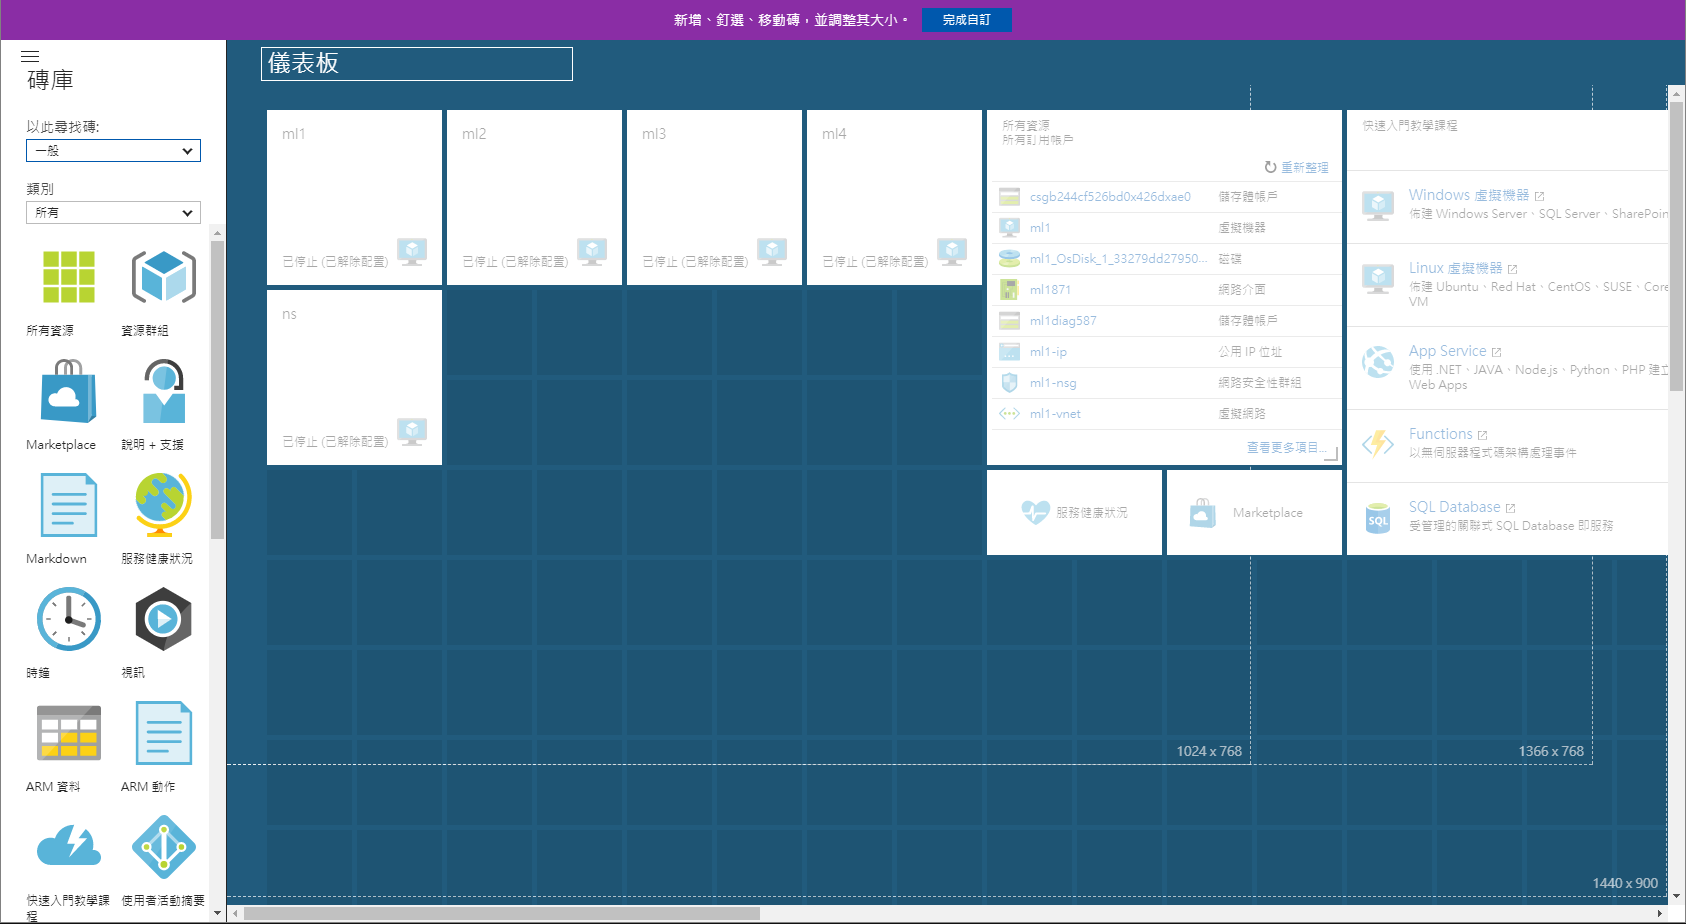 新增、釘選、移動磚，並調整其大小。
完成自訂
磚庫
以此尋找磚:
一般
類別
所有
所有資源
資源群組
Marketplace
說明 + 支援
Markdown
服務健康狀況
時鐘
視訊
ARM 資料
ARM 動作
快速入門教學課程
使用者活動摘要
儀表板
ml1
已停止 (已解除配置)
ml2
已停止 (已解除配置)
ml3
已停止 (已解除配置)
ml4
已停止 (已解除配置)
ns
已停止 (已解除配置)
所有資源
所有訂用帳戶
重新整理
csgb244cf526bd0x426dxae0 儲存體帳戶
ml1 虛擬機器
ml1_OsDisk_1_33279dd27950... 磁碟
ml1871 網路介面
ml1diag587 儲存體帳戶
ml1-ip 公用 IP 位址
ml1-nsg 網路安全性群組
ml1-vnet 虛擬網路
查看更多項目...
服務健康狀況
Marketplace
快速入門教學課程
Windows 虛擬機器
佈建 Windows Server、SQL Server、SharePoin
Linux 虛擬機器
佈建 Ubuntu、Red Hat、CentOS、SUSE、Core
VM
App Service
使用 .NET、JAVA、Node.js、Python、PHP 建立
Web Apps
Functions
以無伺服器程式碼架構處理事件
SQL
SQL Database
受管理的關聯式 SQL Database 即服務
1024 x 768
1366 x 768
1440 x 900